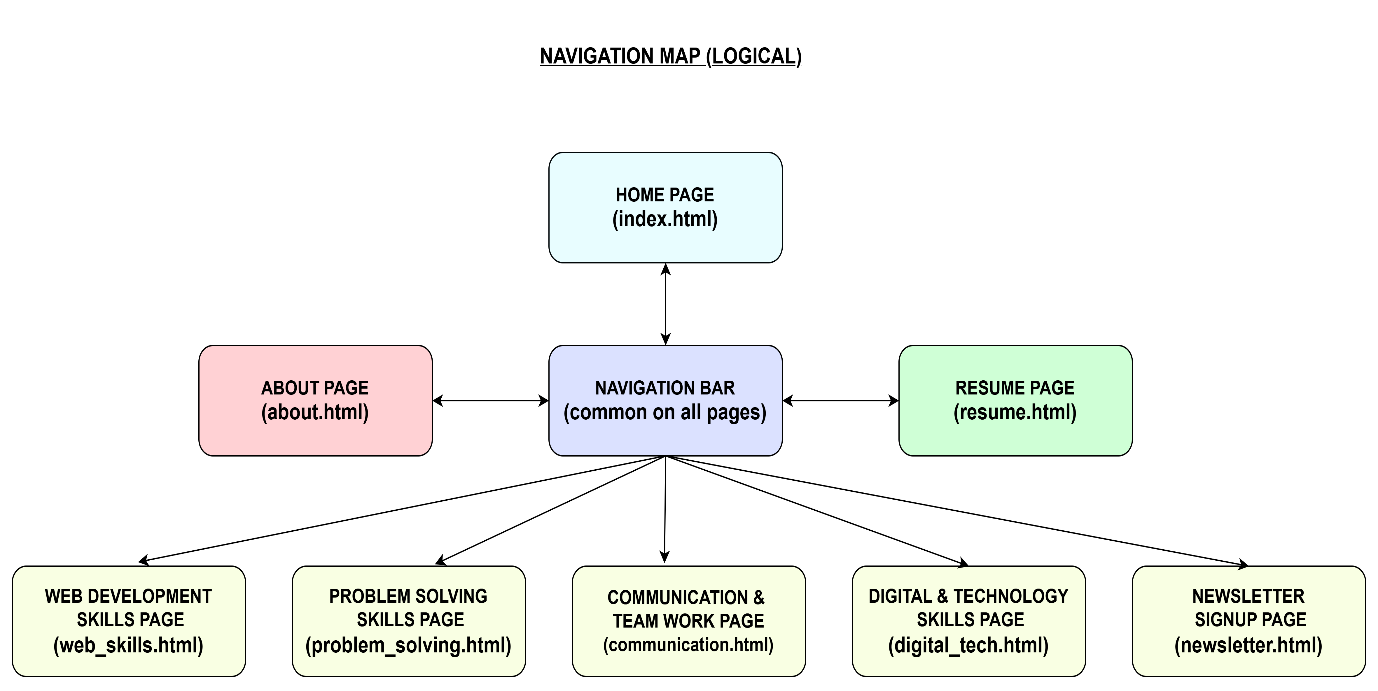 NAVIGATION MAP (LOGICAL)
HOME PAGE
(index.html)
ABOUT PAGE
(about.html)
NAVIGATION BAR
(common on all pages)
RESUME PAGE
(resume.html)
WEB DEVELOPMENT
SKILLS PAGE
(web_skills.html)
PROBLEM SOLVING
SKILLS PAGE
(problem_solving.html)
COMMUNICATION &
TEAM WORK PAGE
(communication.html)
DIGITAL & TECHNOLOGY
SKILLS PAGE
(digital_tech.html)
NEWSLETTER
SIGNUP PAGE
(newsletter.html)